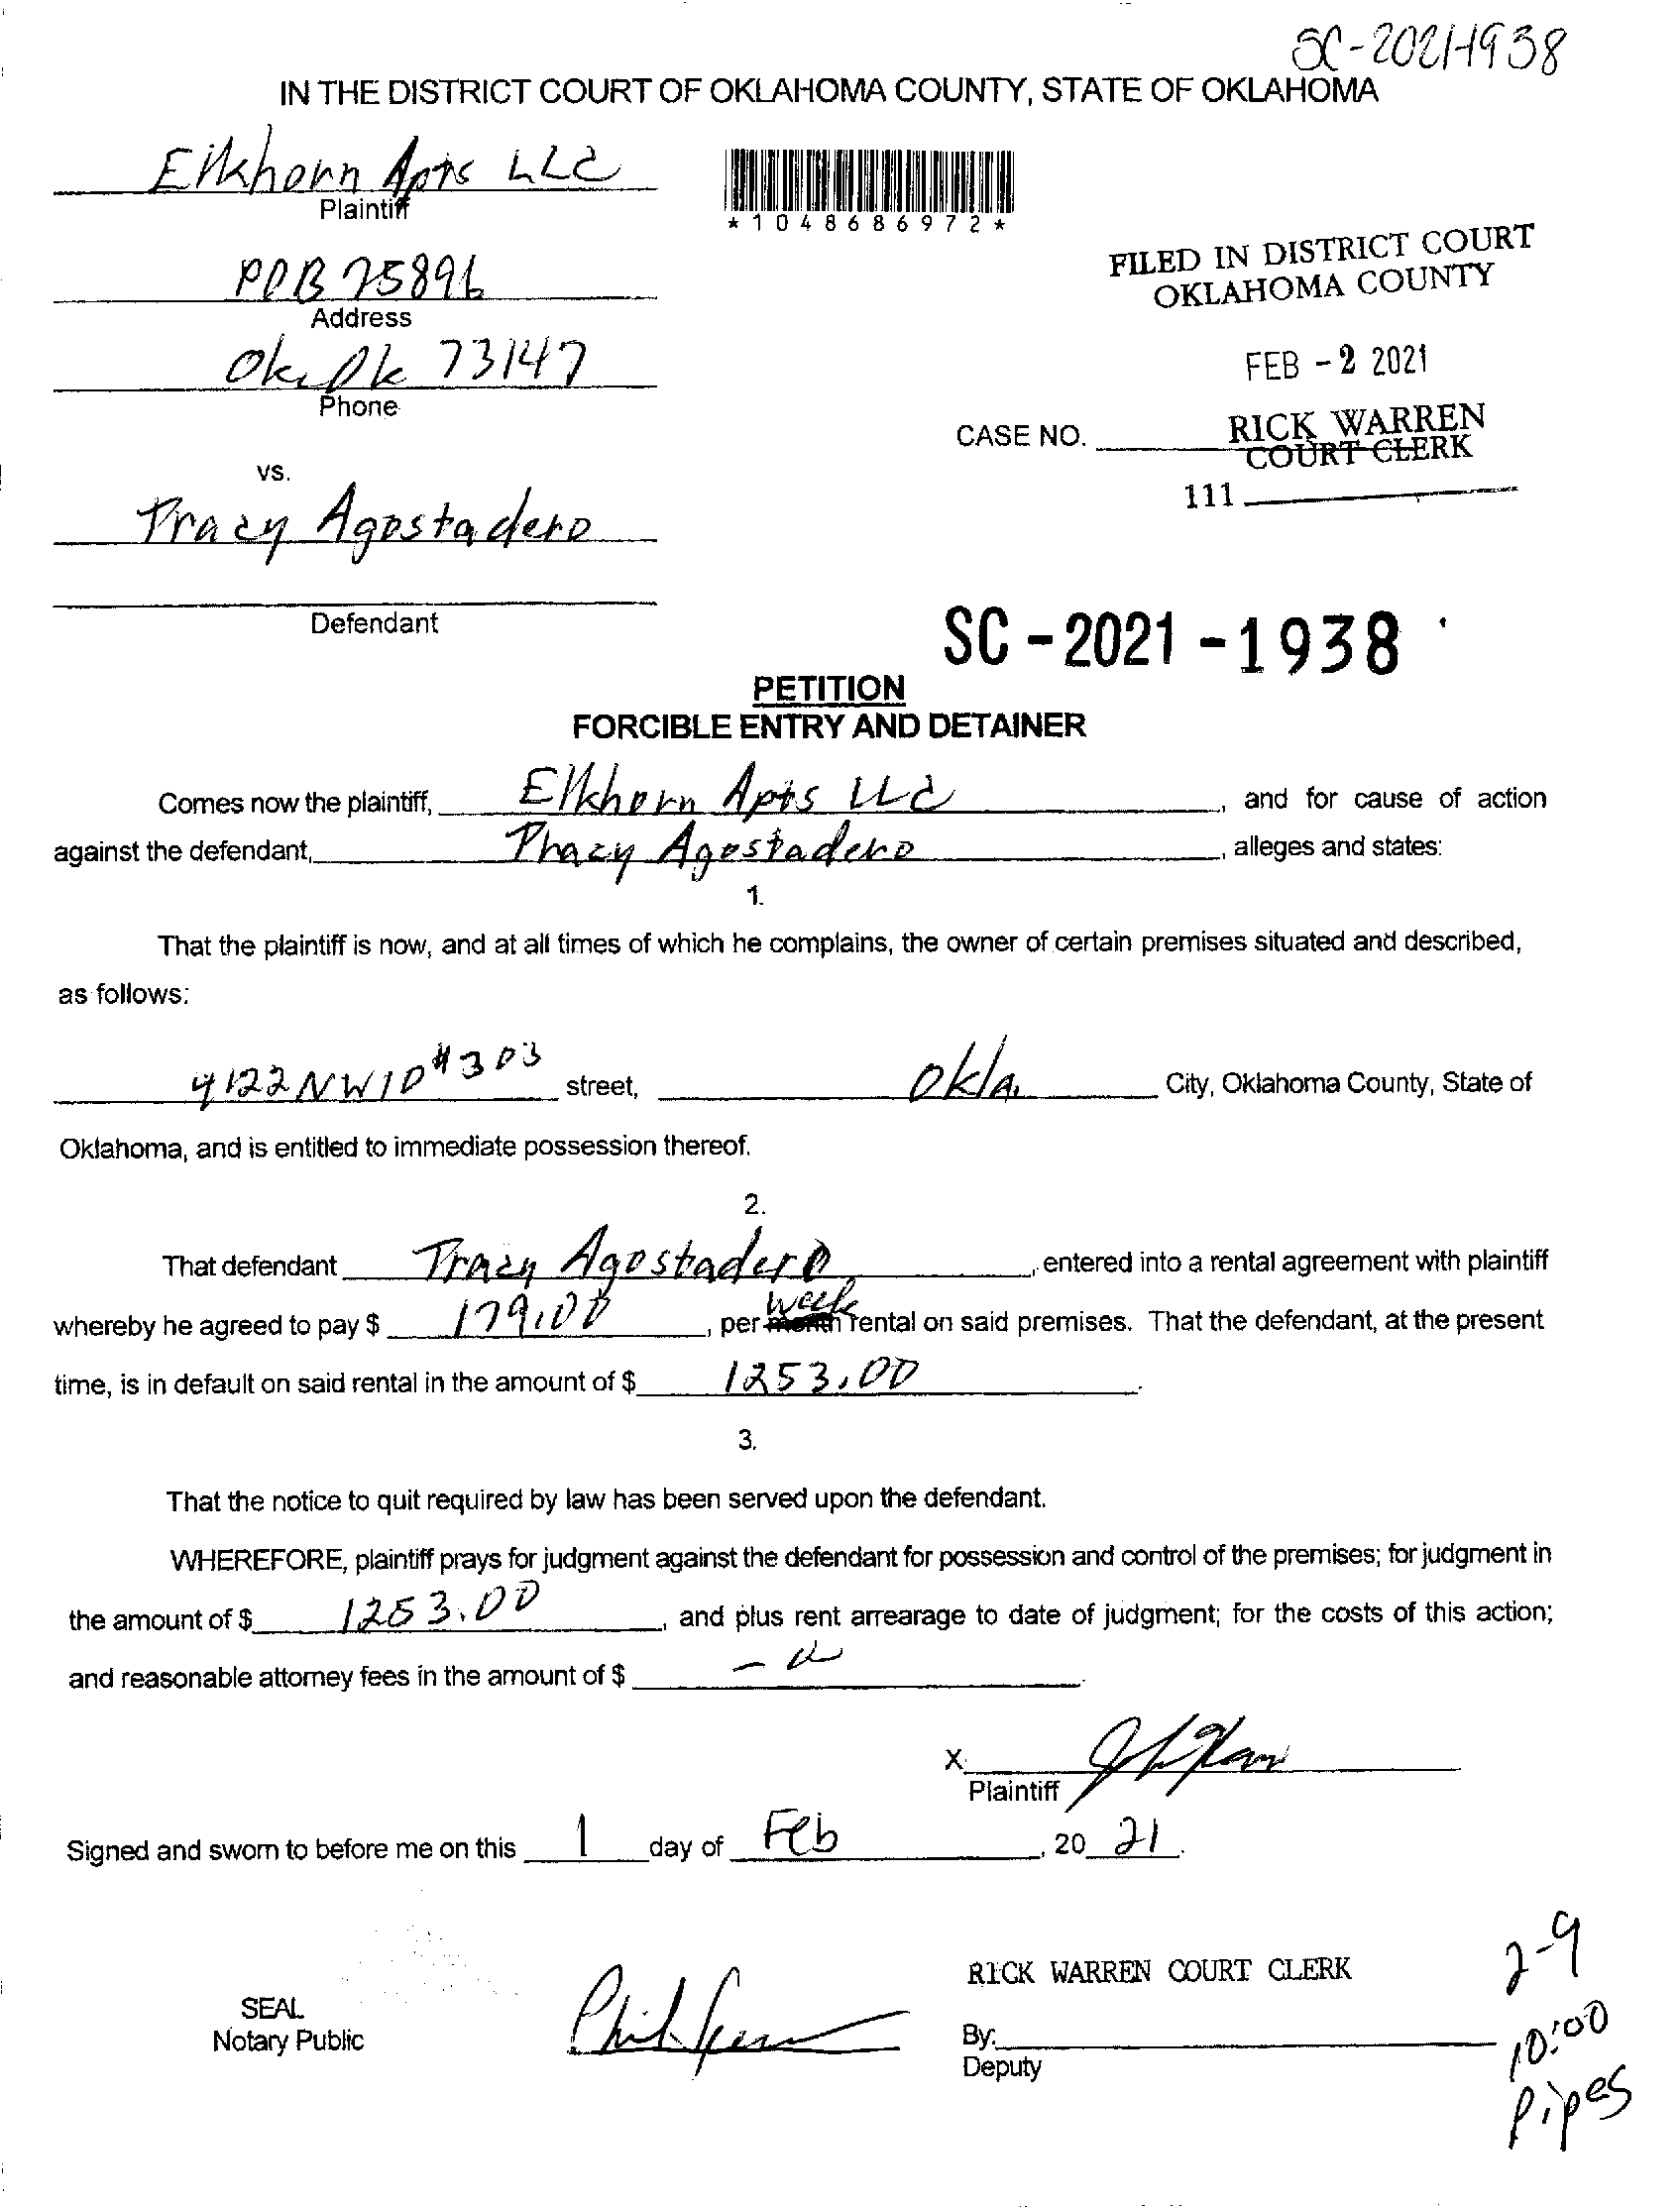 SC-2021-1938
IN THE DISTRICT COURT OF OKLAHOMA COUNTY, STATE OF OKLAHOMA
Elkhorn Apts LLC
Plaintiff
*1048686972*
POB 75896
Address
FILED IN DISTRICT COURT
OKLAHOMA COUNTY
Ok. Ok 73147
Phone
FEB -2 2021
CASE NO.
RICK WARREN
COURT CLERK
111
vs.
Tracy Agostadero
Defendant
SC-2021-1938
PETITION
FORCIBLE ENTRY AND DETAINER
Comes now the plaintiff, Elkhorn Apts LLC, and for cause of action
against the defendant, Tracy Agostadero, alleges and states:
1.
That the plaintiff is now, and at all times of which he complains, the owner of certain premises situated and described,
as follows:
4122 NW10 #303 street, Okla. City, Oklahoma County, State of
Oklahoma, and is entitled to immediate possession thereof.
2.
That defendant Tracy Agostadero, entered into a rental agreement with plaintiff
whereby he agreed to pay $ 179.00, per month week rental on said premises. That the defendant, at the present
time, is in default on said rental in the amount of $ 1253.00.
3.
That the notice to quit required by law has been served upon the defendant.
WHEREFORE, plaintiff prays for judgment against the defendant for possession and control of the premises; for judgment in
the amount of $ 1253.00, and plus rent arrearage to date of judgment; for the costs of this action;
and reasonable attorney fees in the amount of $
X
Plaintiff
Signed and sworn to before me on this 1 day of Feb, 20 21.
2-9
RICK WARREN COURT CLERK
SEAL
Notary Public
By:
Deputy
10:00
Pipes